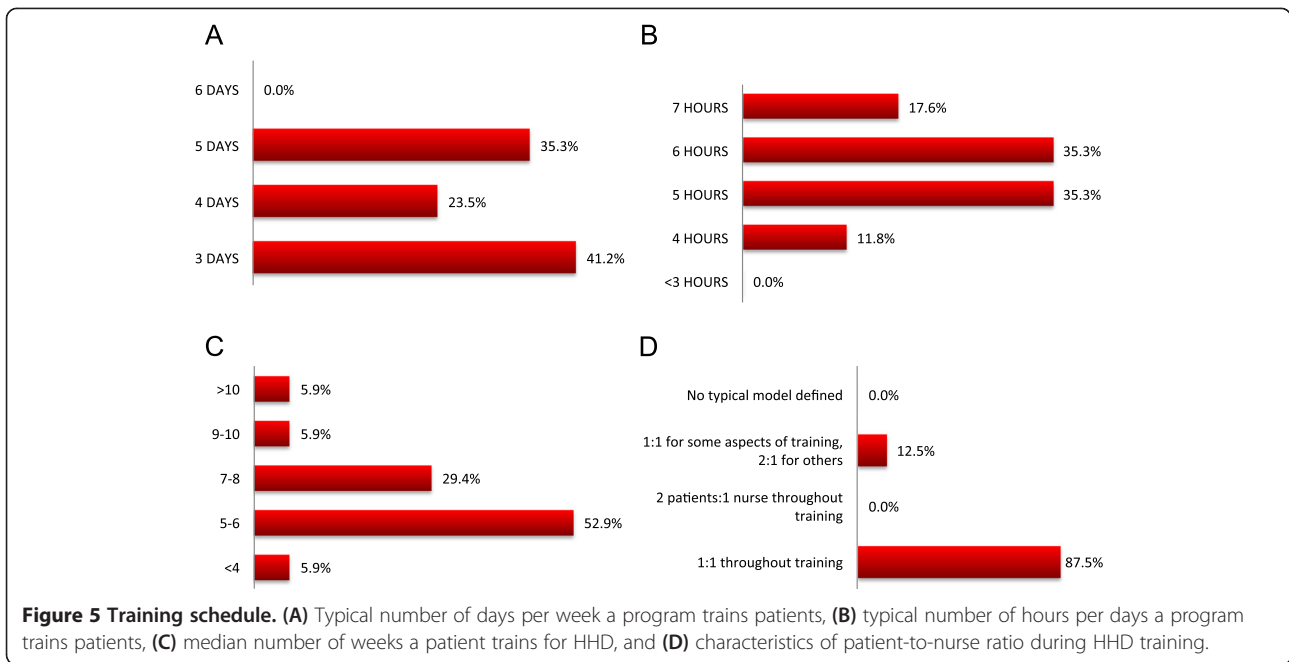 A
6 DAYS 0.0%
5 DAYS 35.3%
4 DAYS 23.5%
3 DAYS 41.2%
B
7 HOURS 17.6%
6 HOURS 35.3%
5 HOURS 35.3%
4 HOURS 11.8%
<3 HOURS 0.0%
C
>10 5.9%
9-10 5.9%
7-8 29.4%
5-6 52.9%
<4 5.9%
D
No typical model defined 0.0%
1:1 for some aspects of training,
2:1 for others 12.5%
2 patients:1 nurse throughout
training 0.0%
1:1 throughout training 87.5%
Figure 5 Training schedule. (A) Typical number of days per week a program trains patients, (B) typical number of hours per days a program
trains patients, (C) median number of weeks a patient trains for HHD, and (D) characteristics of patient-to-nurse ratio during HHD training.